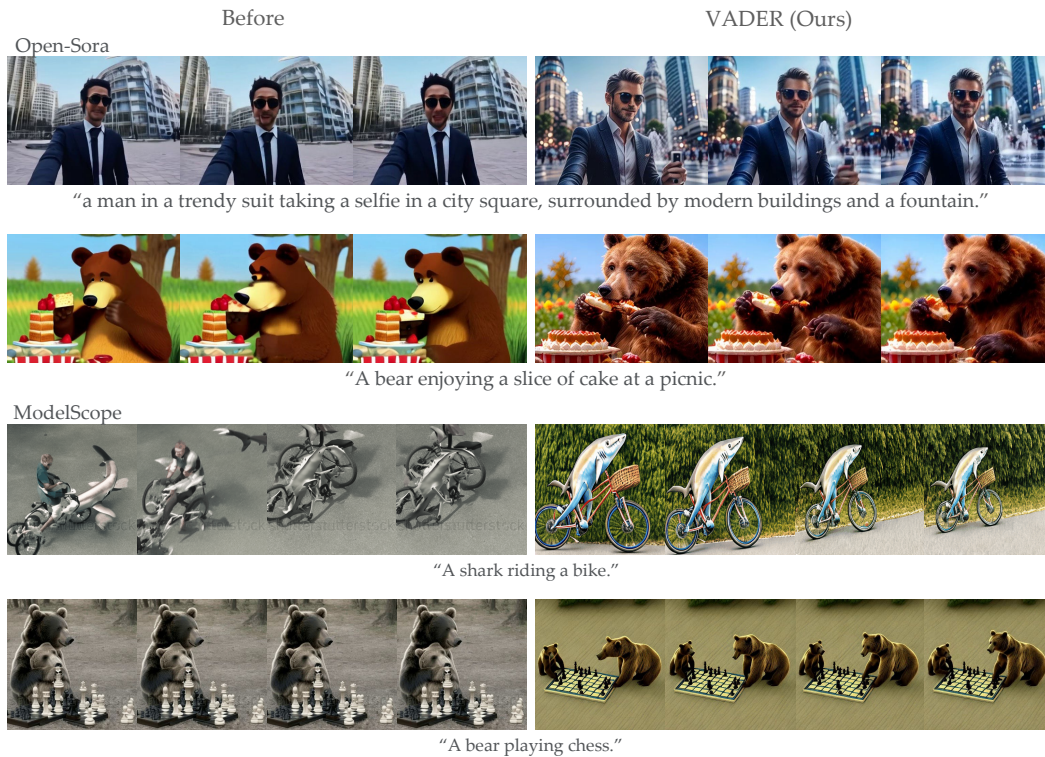 Before
VADER (Ours)
Open-Sora
“a man in a trendy suit taking a selfie in a city square, surrounded by modern buildings and a fountain.”
“A bear enjoying a slice of cake at a picnic.”
ModelScope
“A shark riding a bike.”
“A bear playing chess.”